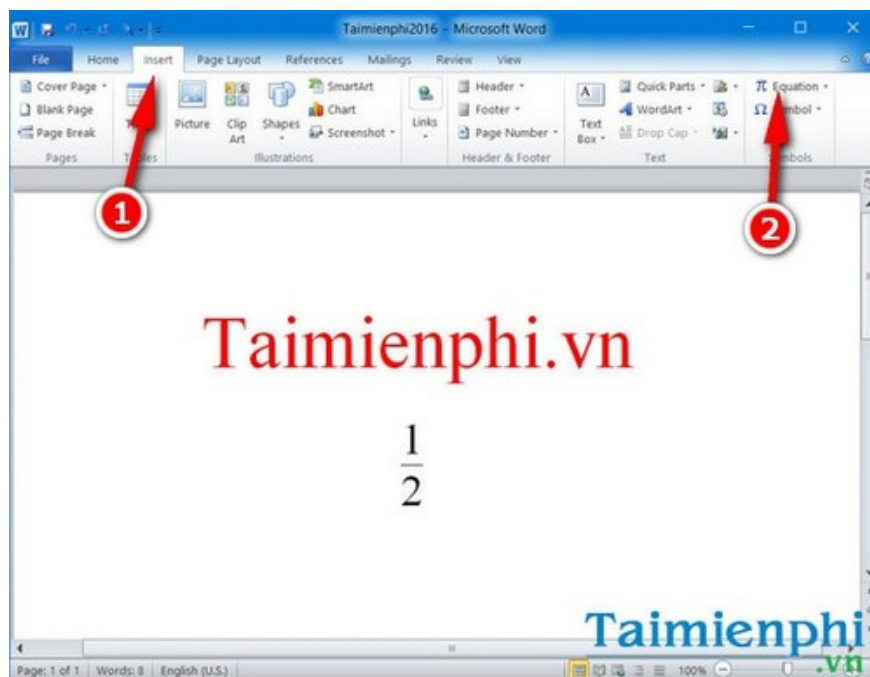 Taimienphi2016 - Microsoft Word
File Home Insert Page Layout References Mailings Review View
Cover Page
Blank Page
Page Break
Pages
Picture
Clip Art
Shapes
SmartArt
Chart
Screenshot
Illustrations
Links
Header
Footer
Page Number
Header & Footer
A
Text Box
Quick Parts
WordArt
Drop Cap
Text
π Equation
Ω
1
2
Taimienphi.vn
1
2
Taimienphi
.vn
Page: 1 of 1 Words: 8 English (U.S.) 100%